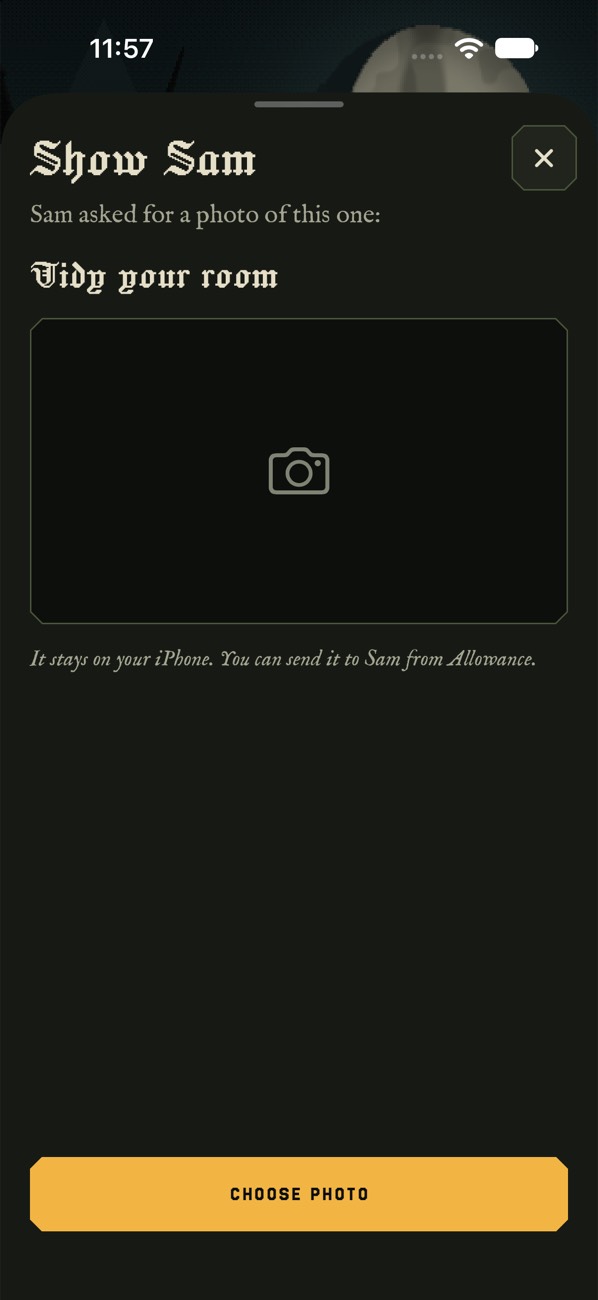 11:57
Show Sam
Sam asked for a photo of this one:
Tidy your room
It stays on your iPhone. You can send it to Sam from Allowance.
CHOOSE PHOTO